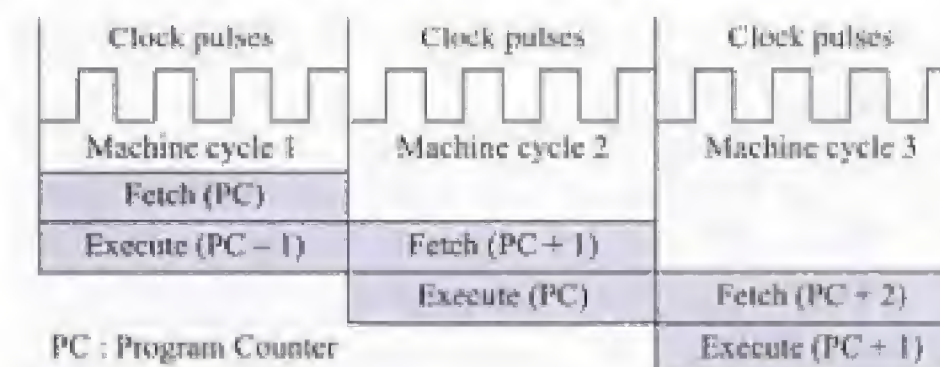 Clock pulses Clock pulses Clock pulses
Machine cycle 1 Machine cycle 2 Machine cycle 3
Fetch (PC)
Execute (PC – 1) Fetch (PC + 1)
Execute (PC) Fetch (PC + 2)
PC : Program Counter Execute (PC + 1)